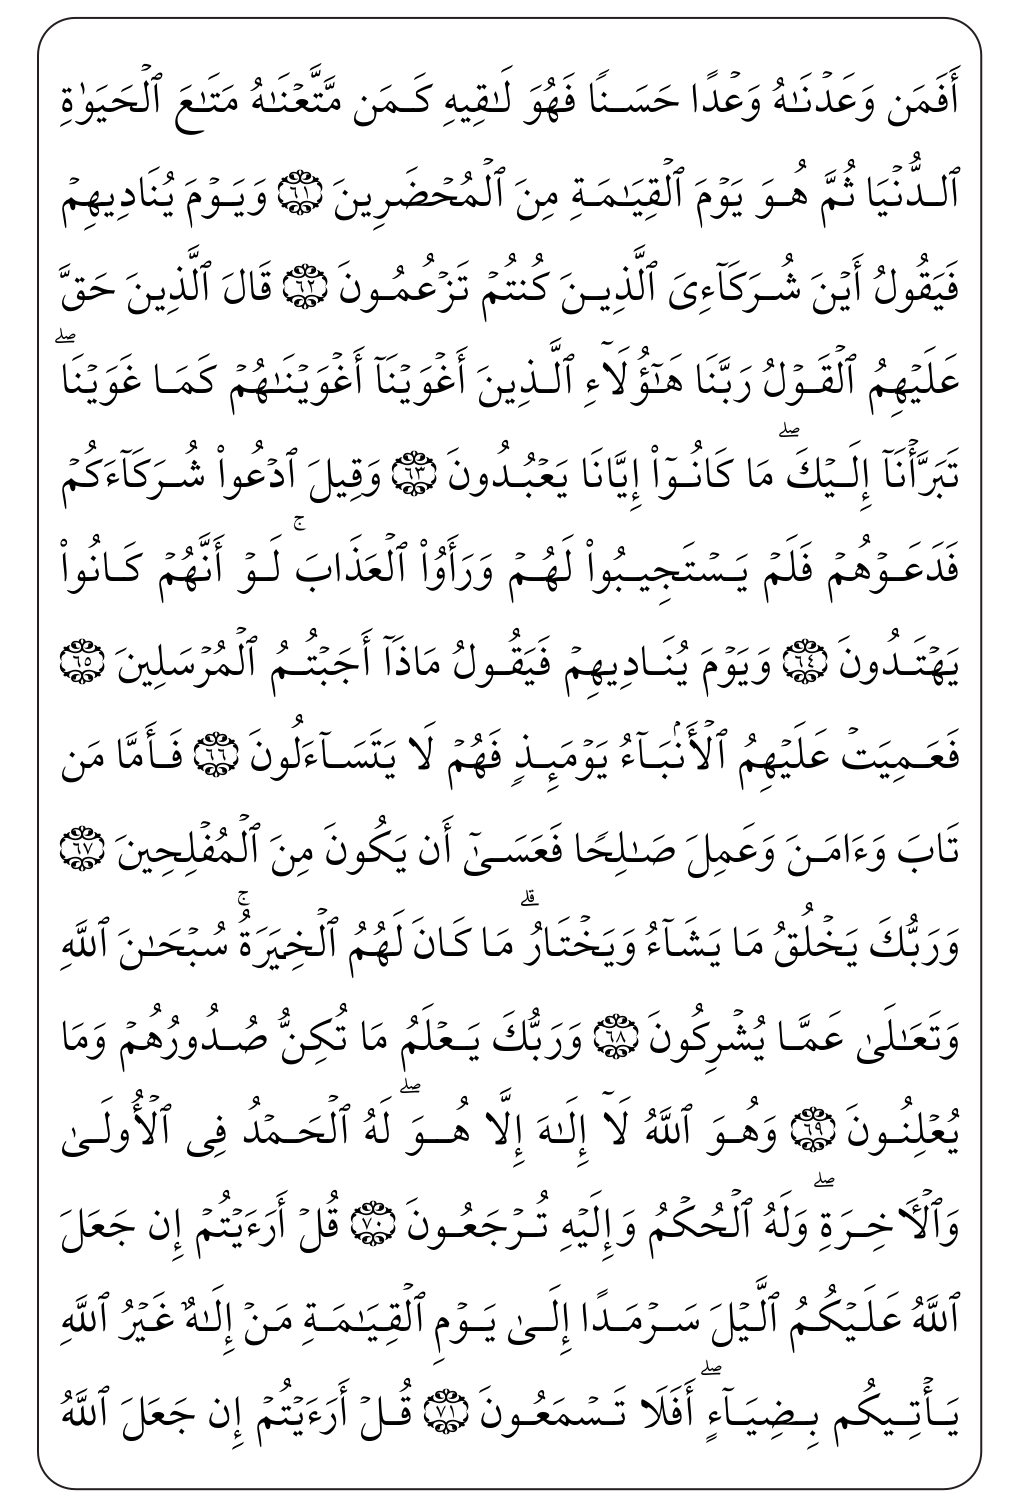 أَفَمَن وَعَدۡنَٰهُ وَعۡدًا حَسَنٗا فَهُوَ لَٰقِيهِ كَمَن مَّتَّعۡنَٰهُ مَتَٰعَ ٱلۡحَيَوٰةِ
ٱلدُّنۡيَا ثُمَّ هُوَ يَوۡمَ ٱلۡقِيَٰمَةِ مِنَ ٱلۡمُحۡضَرِينَ ٦١ وَيَوۡمَ يُنَادِيهِمۡ
فَيَقُولُ أَيۡنَ شُرَكَآءِيَ ٱلَّذِينَ كُنتُمۡ تَزۡعُمُونَ ٦٢ قَالَ ٱلَّذِينَ حَقَّ
عَلَيۡهِمُ ٱلۡقَوۡلُ رَبَّنَا هَٰٓؤُلَآءِ ٱلَّذِينَ أَغۡوَيۡنَآ أَغۡوَيۡنَٰهُمۡ كَمَا غَوَيۡنَاۖ
تَبَرَّأۡنَآ إِلَيۡكَۖ مَا كَانُوٓاْ إِيَّانَا يَعۡبُدُونَ ٦٣ وَقِيلَ ٱدۡعُواْ شُرَكَآءَكُمۡ
فَدَعَوۡهُمۡ فَلَمۡ يَسۡتَجِيبُواْ لَهُمۡ وَرَأَوُاْ ٱلۡعَذَابَۚ لَوۡ أَنَّهُمۡ كَانُواْ
يَهۡتَدُونَ ٦٤ وَيَوۡمَ يُنَادِيهِمۡ فَيَقُولُ مَاذَآ أَجَبۡتُمُ ٱلۡمُرۡسَلِينَ ٦٥
فَعَمِيَتۡ عَلَيۡهِمُ ٱلۡأَنۢبَآءُ يَوۡمَئِذٖ فَهُمۡ لَا يَتَسَآءَلُونَ ٦٦ فَأَمَّا مَن
تَابَ وَءَامَنَ وَعَمِلَ صَٰلِحٗا فَعَسَىٰٓ أَن يَكُونَ مِنَ ٱلۡمُفۡلِحِينَ ٦٧
وَرَبُّكَ يَخۡلُقُ مَا يَشَآءُ وَيَخۡتَارُۗ مَا كَانَ لَهُمُ ٱلۡخِيَرَةُۚ سُبۡحَٰنَ ٱللَّهِ
وَتَعَٰلَىٰ عَمَّا يُشۡرِكُونَ ٦٨ وَرَبُّكَ يَعۡلَمُ مَا تُكِنُّ صُدُورُهُمۡ وَمَا
يُعۡلِنُونَ ٦٩ وَهُوَ ٱللَّهُ لَآ إِلَٰهَ إِلَّا هُوَۖ لَهُ ٱلۡحَمۡدُ فِي ٱلۡأُولَىٰ
وَٱلۡأٓخِرَةِۖ وَلَهُ ٱلۡحُكۡمُ وَإِلَيۡهِ تُرۡجَعُونَ ٧٠ قُلۡ أَرَءَيۡتُمۡ إِن جَعَلَ
ٱللَّهُ عَلَيۡكُمُ ٱلَّيۡلَ سَرۡمَدًا إِلَىٰ يَوۡمِ ٱلۡقِيَٰمَةِ مَنۡ إِلَٰهٌ غَيۡرُ ٱللَّهِ
يَأۡتِيكُم بِضِيَآءٍۖ أَفَلَا تَسۡمَعُونَ ٧١ قُلۡ أَرَءَيۡتُمۡ إِن جَعَلَ ٱللَّهُ